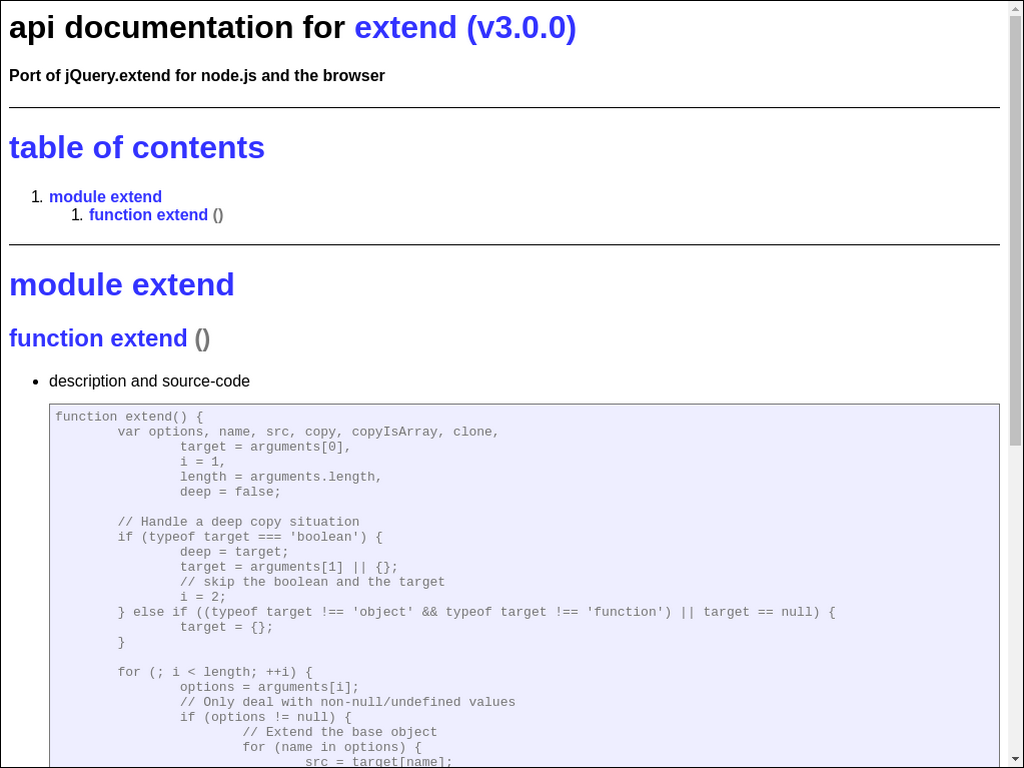 api documentation for extend (v3.0.0)
Port of jQuery.extend for node.js and the browser
table of contents
1. module extend
1. function extend ()
module extend
function extend ()
• description and source-code
function extend() {
        var options, name, src, copy, copyIsArray, clone,
                target = arguments[0],
                i = 1,
                length = arguments.length,
                deep = false;

        // Handle a deep copy situation
        if (typeof target === 'boolean') {
                deep = target;
                target = arguments[1] || {};
                // skip the boolean and the target
                i = 2;
        } else if ((typeof target !== 'object' && typeof target !== 'function') || target == null) {
                target = {};
        }

        for (; i < length; ++i) {
                options = arguments[i];
                // Only deal with non-null/undefined values
                if (options != null) {
                        // Extend the base object
                        for (name in options) {
                                src = target[name];